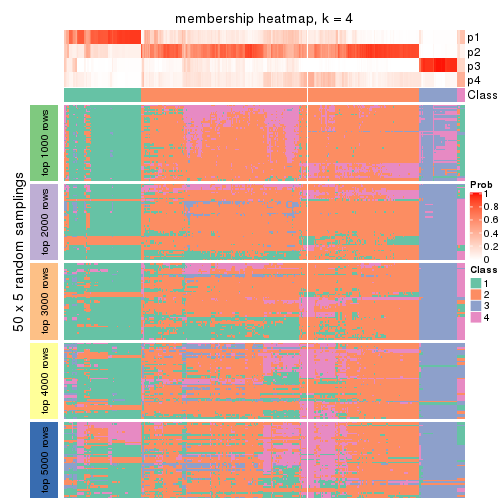 membership heatmap, k = 4
p1
p2
p3
p4
Class
50 x 5 random samplings
top 1000 rows
top 2000 rows
top 3000 rows
top 4000 rows
top 5000 rows
Prob
1
0.8
0.6
0.4
0.2
0
Class
1
2
3
4